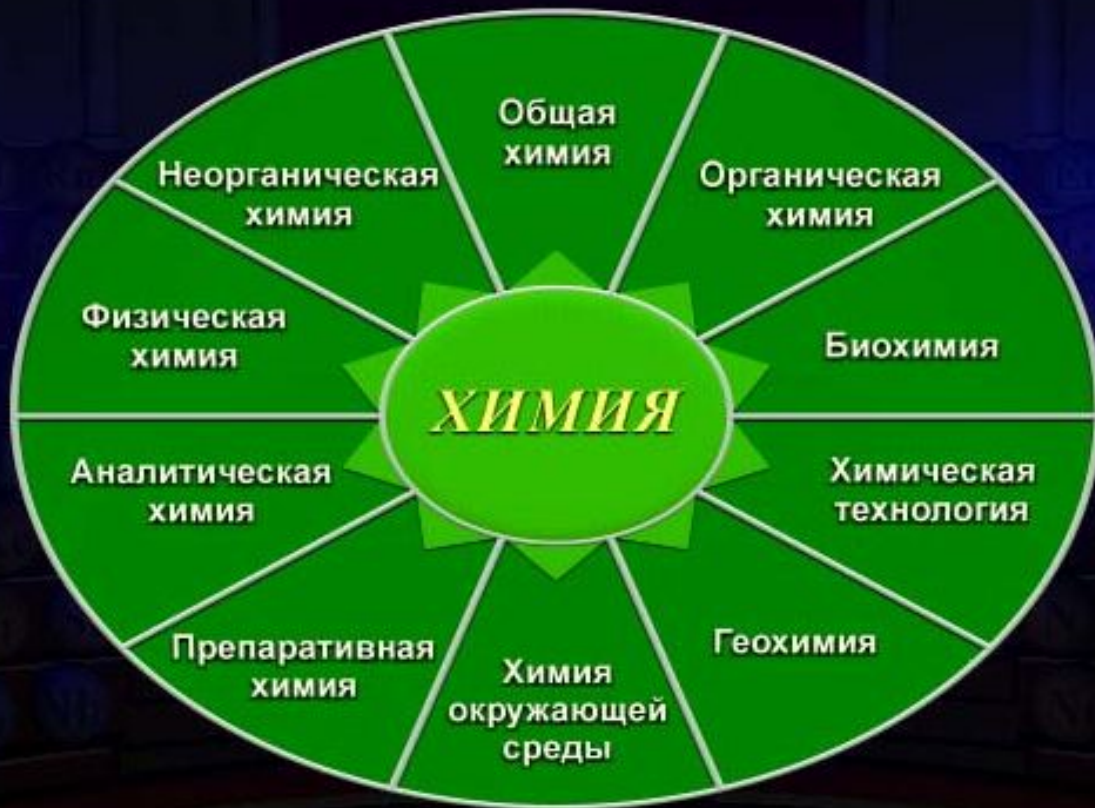 Общая
химия
Органическая
химия
Биохимия
Химическая
технология
Геохимия
Химия
окружающей
среды
Препаративная
химия
Аналитическая
химия
Физическая
химия
Неорганическая
химия
ХИМИЯ